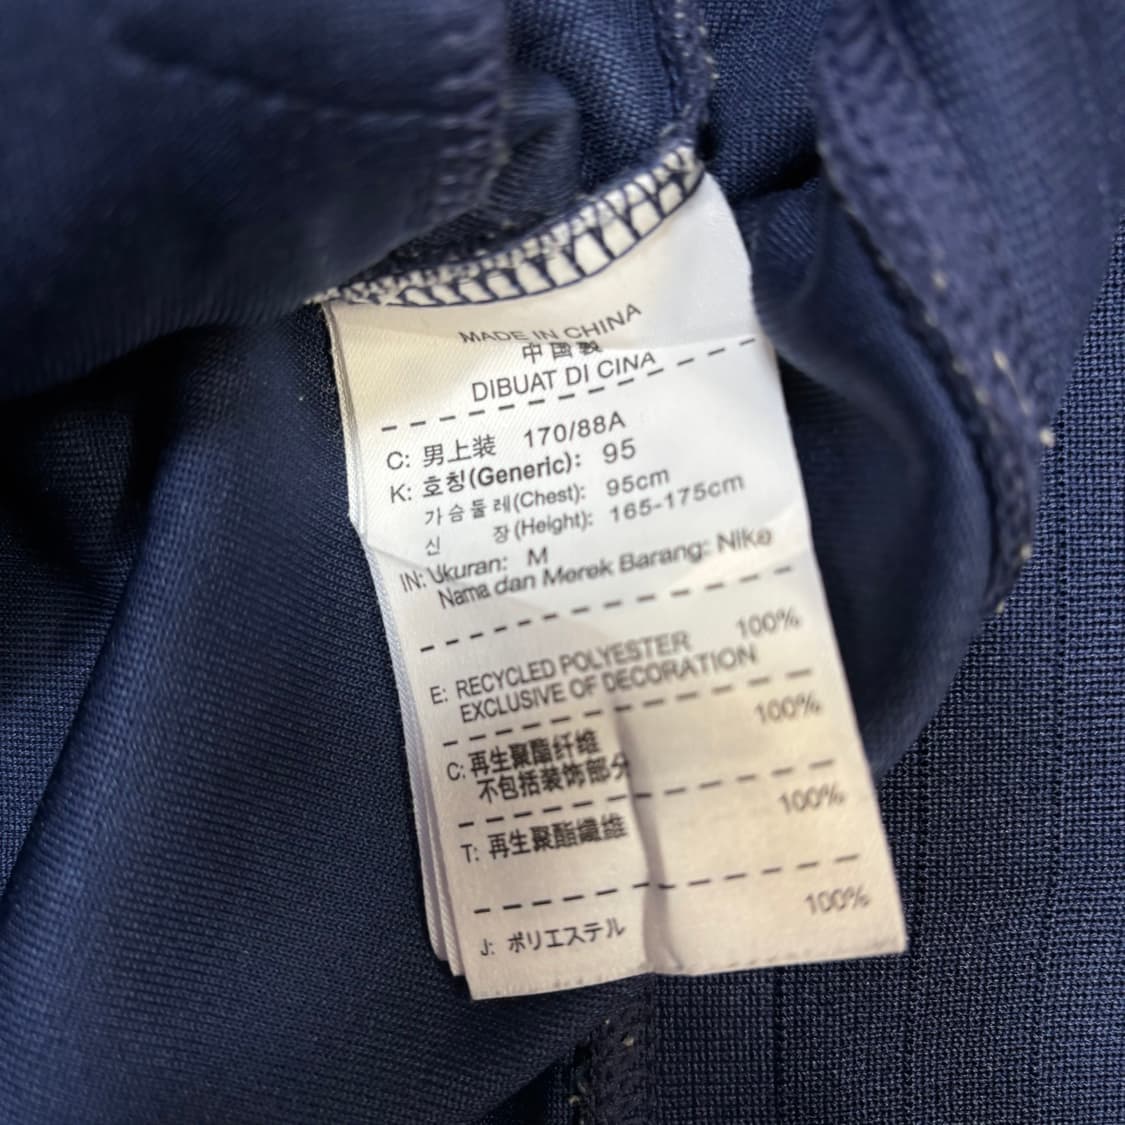 MADE IN CHINA
中國製
DIBUAT DI CINA
C: 男上装 170/88A
K: 호칭(Generic): 95
가슴둘레(Chest): 95cm
신 장(Height): 165-175cm
IN: Ukuran: M
Nama dan Merek Barang: Nike
E: RECYCLED POLYESTER 100%
EXCLUSIVE OF DECORATION
C: 再生聚酯纤维 100%
不包括装饰部分
T: 再生聚酯纖維 100%
J: ポリエステル 100%